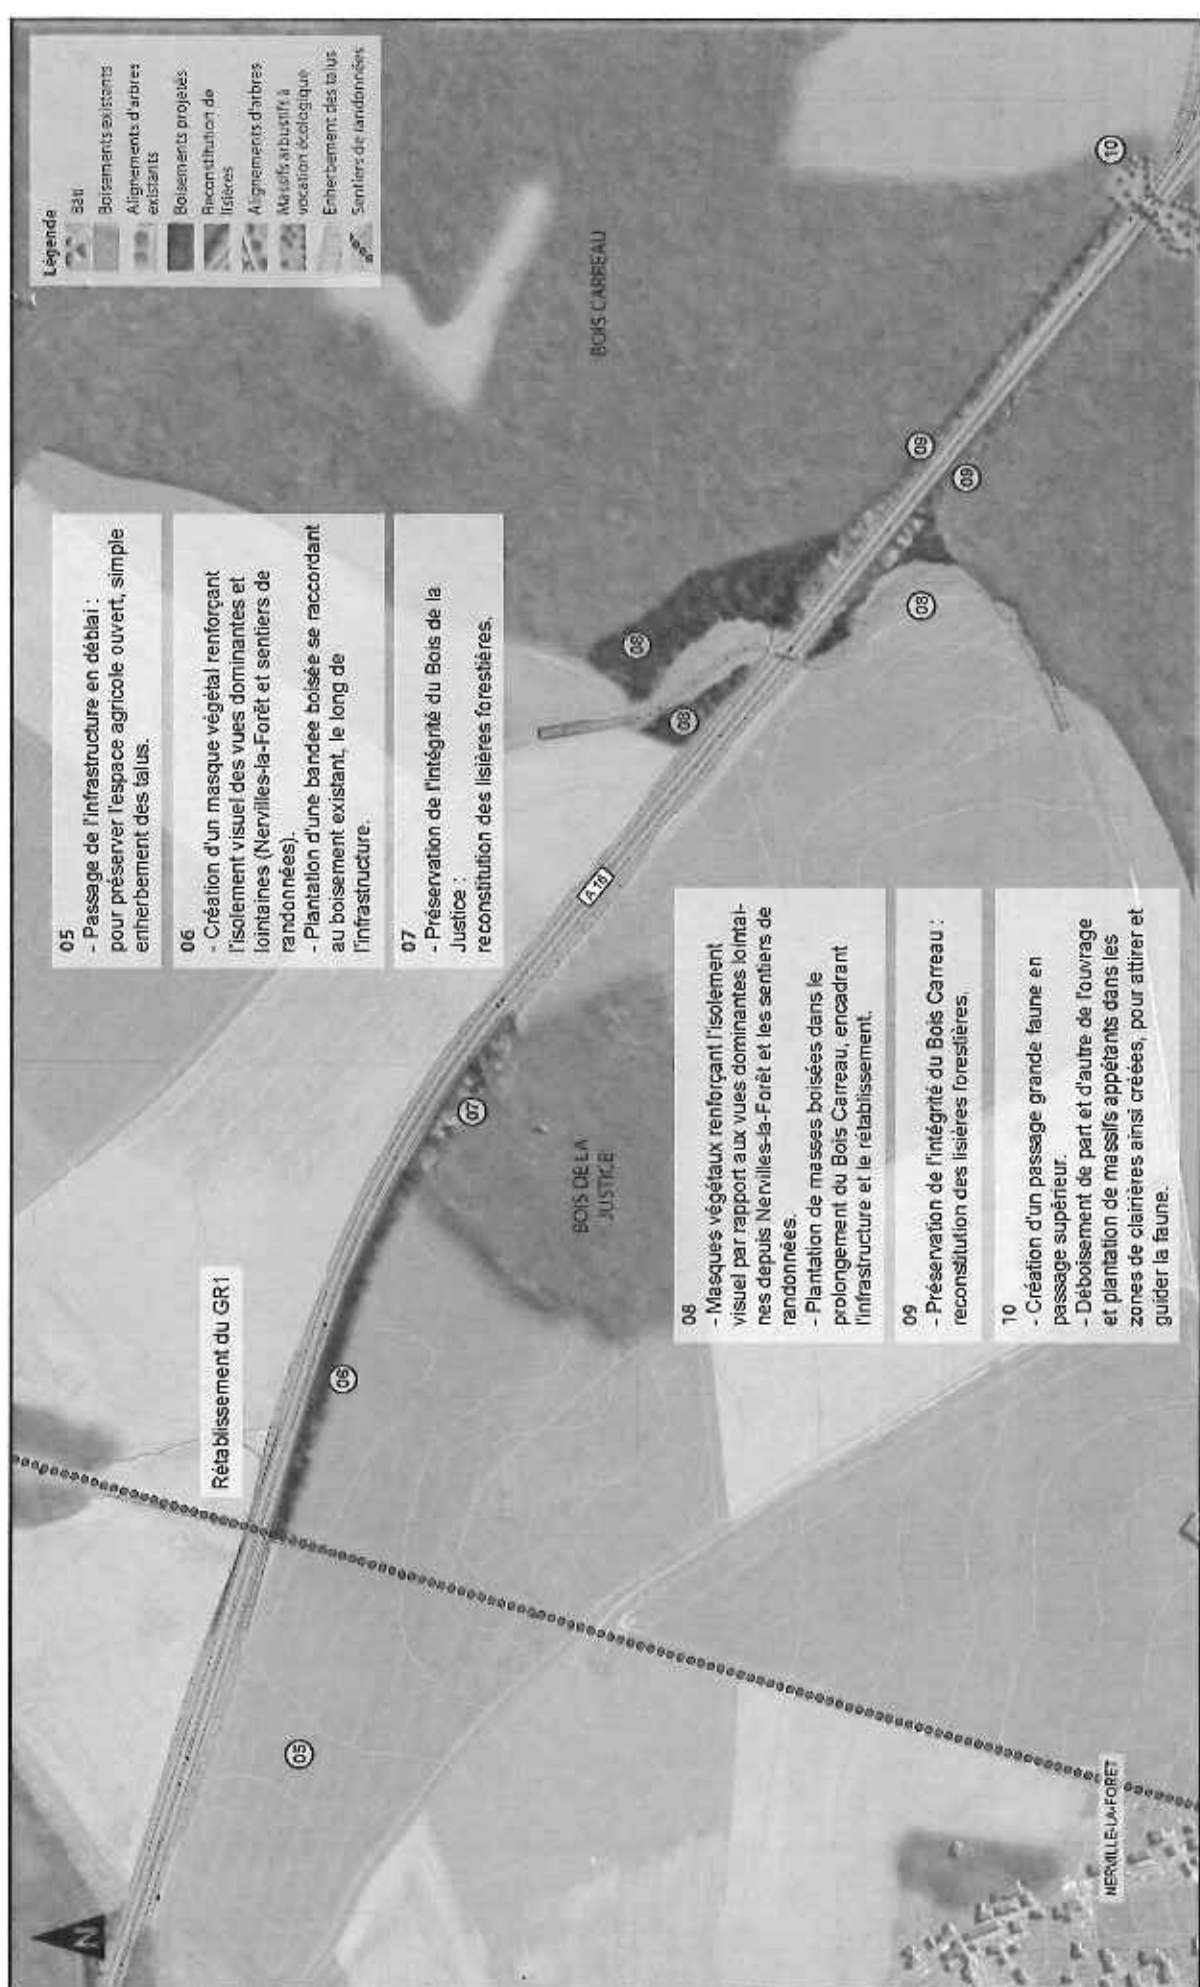 Légende
Bâti
Boisements existants
Alignements d'arbres
existants
Boisements projetés
Reconstitution de
lisières
Alignements d'arbres
Massifs arbustifs à
vocation écologique
Enherbement des talus
Sentiers de randonnées
05
- Passage de l'infrastructure en déblai :
pour préserver l'espace agricole ouvert, simple
enherbement des talus.
06
- Création d'un masque végétal renforçant
l'isolement visuel des vues dominantes et
lointaines (Nervilles-la-Forêt et sentiers de
randonnées).
- Plantation d'une bandee boisée se raccordant
au boisement existant, le long de
l'infrastructure.
07
- Préservation de l'intégrité du Bois de la
Justice :
reconstitution des lisières forestières.
08
- Masques végétaux renforçant l'isolement
visuel par rapport aux vues dominantes lointai-
nes depuis Nervilles-la-Forêt et les sentiers de
randonnées.
- Plantation de masses boisées dans le
prolongement du Bois Carreau, encadrant
l'infrastructure et le rétablissement.
09
- Préservation de l'intégrité du Bois Carreau :
reconstitution des lisières forestières.
10
- Création d'un passage grande faune en
passage supérieur.
- Déboisement de part et d'autre de l'ouvrage
et plantation de massifs appétants dans les
zones de clairières ainsi créées, pour attirer et
guider la faune.
N
Rétablissement du GR1
05
06
07
BOIS DE LA
JUSTICE
A 16
08
08
08
09
09
10
BOIS CARREAU
NERVILLE-LA-FORET